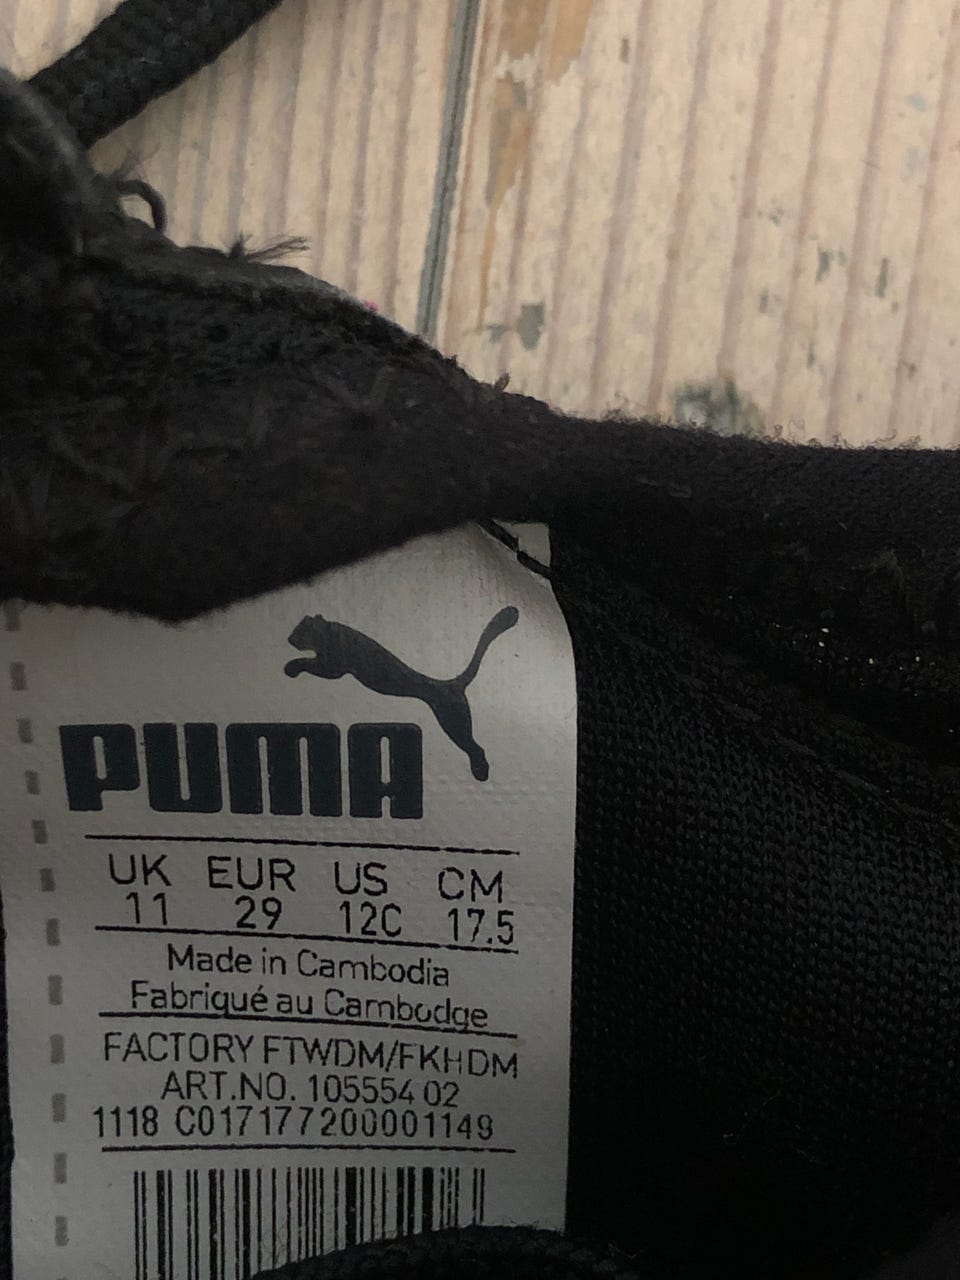 PUMA
UK EUR US CM
11 29 12C 17.5
Made in Cambodia
Fabriqué au Cambodge
FACTORY FTWDM/FKHDM
ART.NO. 105554 02
1118 C017177200001149